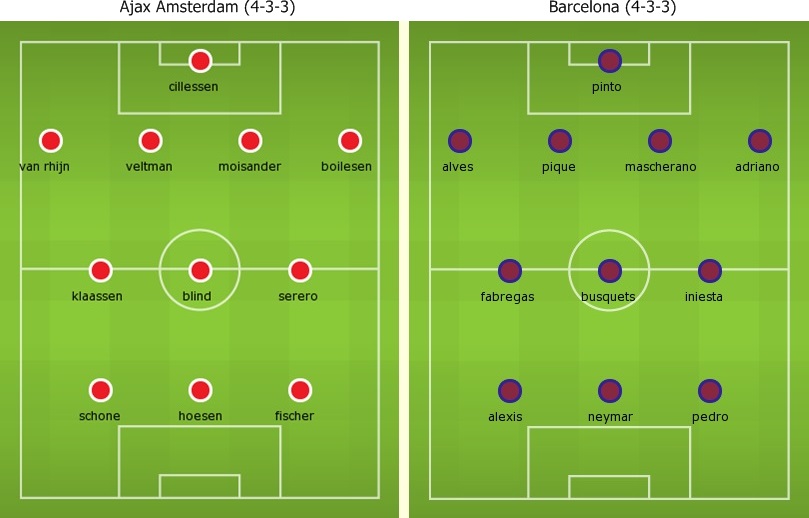 Ajax Amsterdam (4-3-3)
cillessen
van rhijn veltman moisander boilesen
klaassen blind serero
schone hoesen fischer
Barcelona (4-3-3)
pinto
alves pique mascherano adriano
fabregas busquets iniesta
alexis neymar pedro